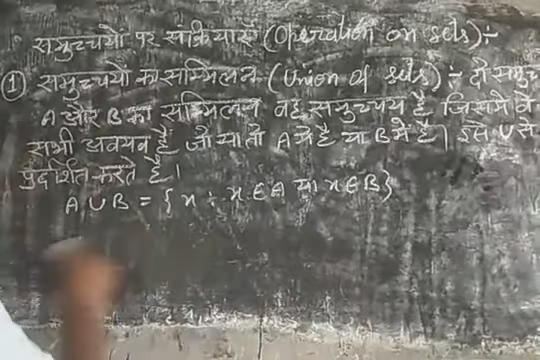 समुच्चयों पर संक्रियाएँ (Operation on sets) :-
① समुच्चयों का सम्मिलन (Union of sets) :- दो समुच्
A और B का सम्मिलन वह समुच्चय है जिसमें वे
सभी अवयव हैं जो या तो A में है या B में है। इसे U से
प्रदर्शित करते हैं।
A U B = { x : x ∈ A या x ∈ B }